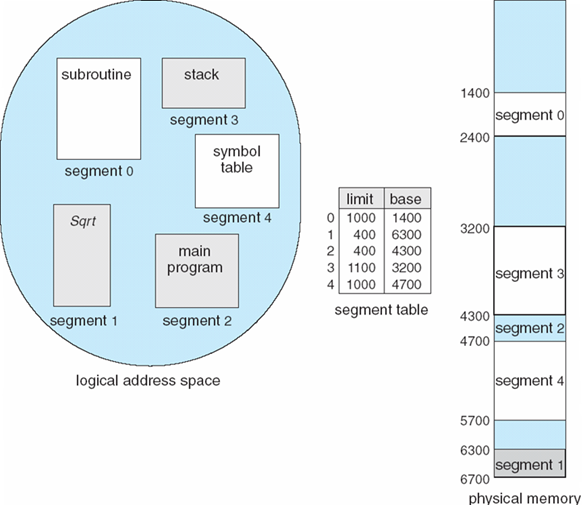 subroutine
segment 0
stack
segment 3
symbol
table
segment 4
Sqrt
segment 1
main
program
segment 2
logical address space
limit base
0 1000 1400
1 400 6300
2 400 4300
3 1100 3200
4 1000 4700
segment table
1400
segment 0
2400
3200
segment 3
4300
segment 2
4700
segment 4
5700
6300
segment 1
6700
physical memory